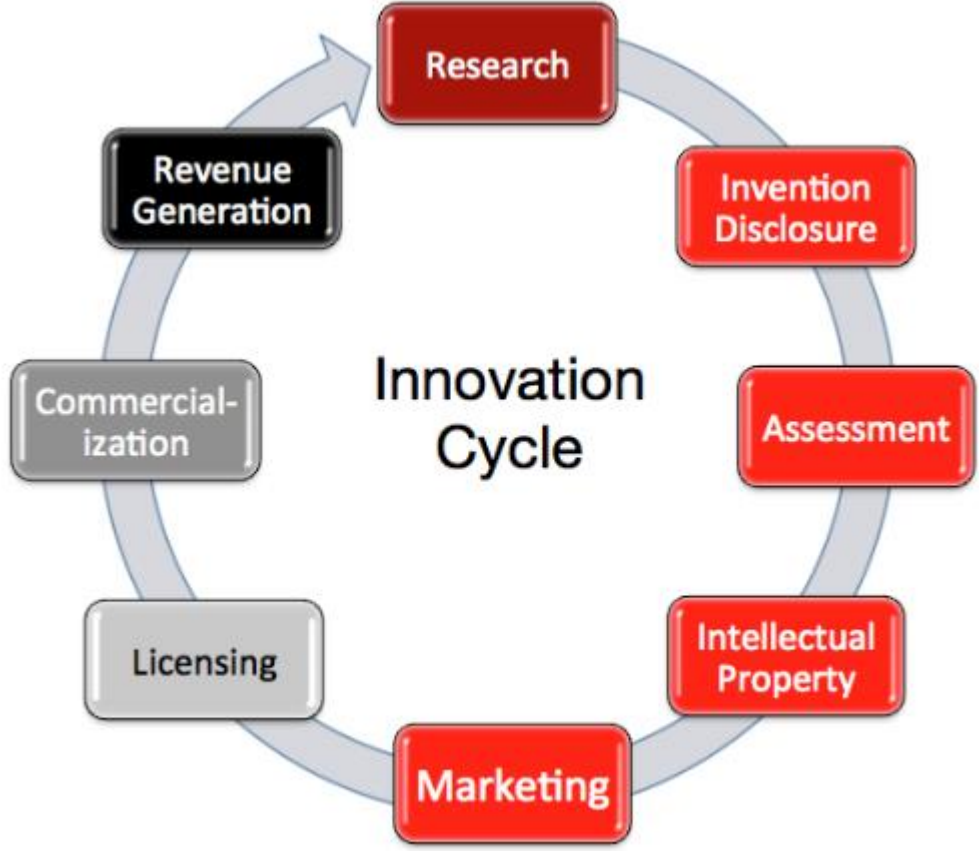 Research
Invention
Disclosure
Assessment
Intellectual
Property
Marketing
Licensing
Commercial-
ization
Revenue
Generation
Innovation
Cycle